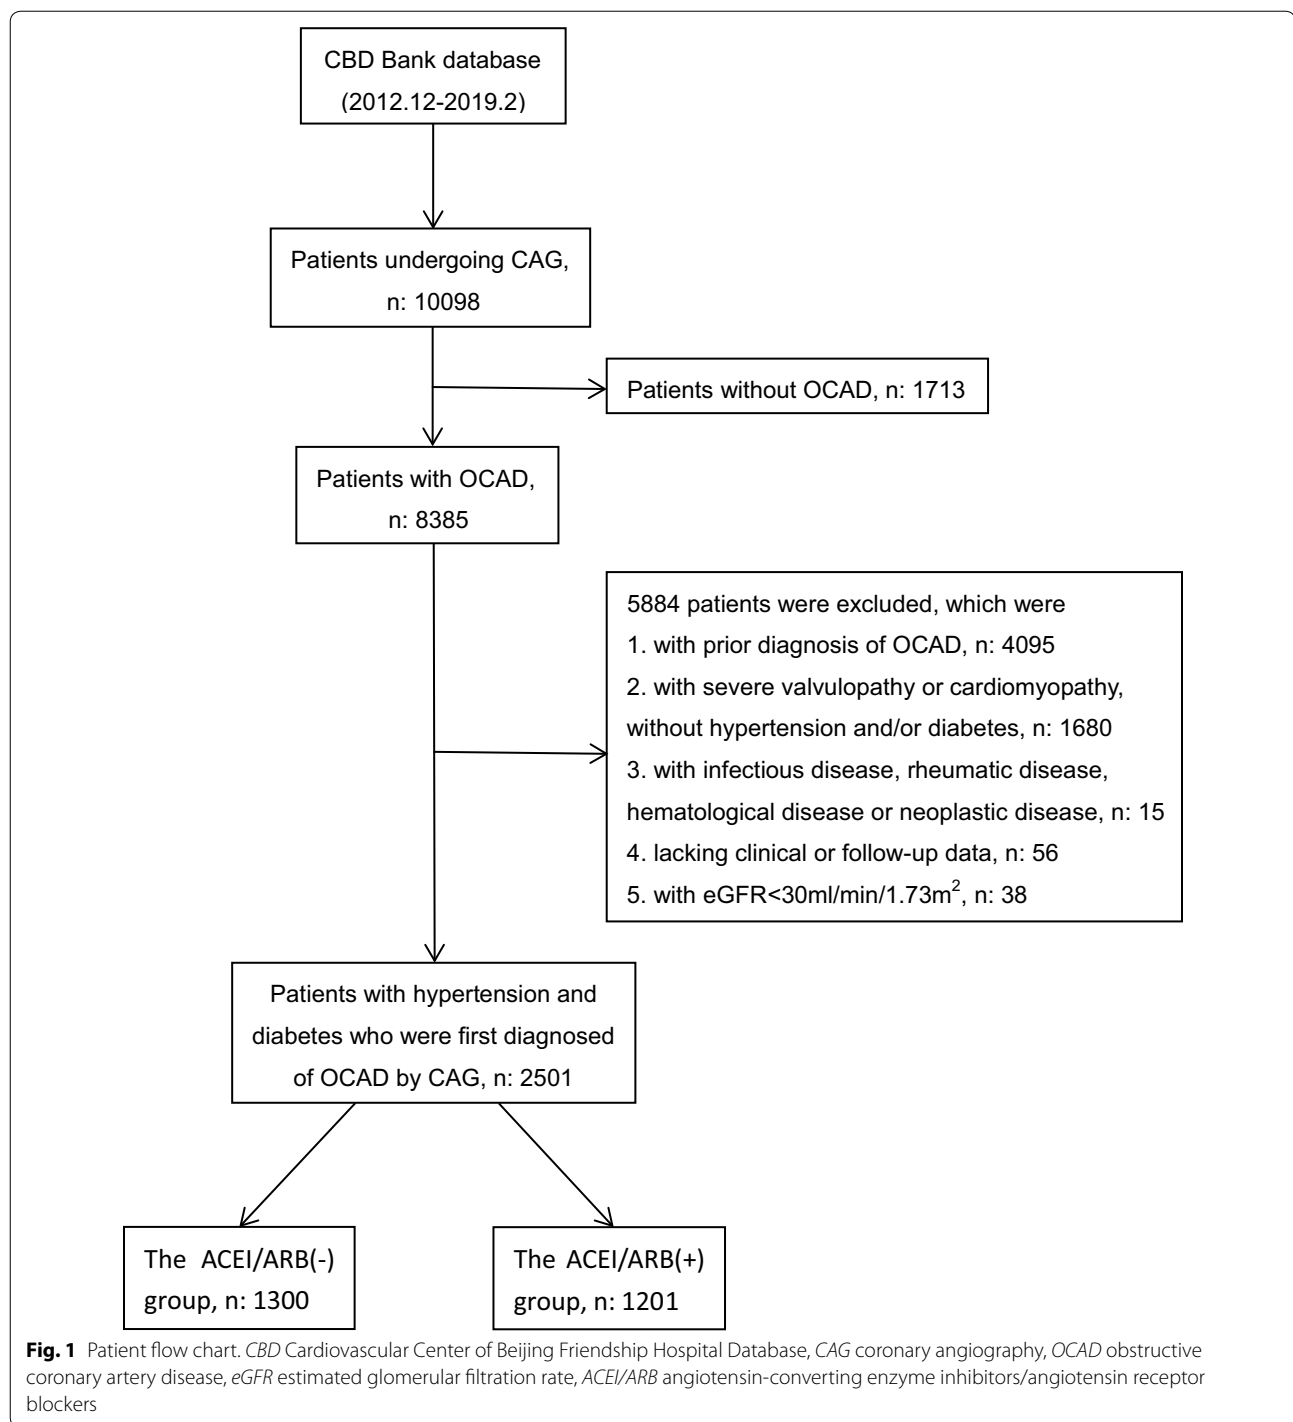 CBD Bank database
(2012.12-2019.2)
Patients undergoing CAG,
n: 10098
Patients without OCAD, n: 1713
Patients with OCAD,
n: 8385
5884 patients were excluded, which were
1. with prior diagnosis of OCAD, n: 4095
2. with severe valvulopathy or cardiomyopathy,
without hypertension and/or diabetes, n: 1680
3. with infectious disease, rheumatic disease,
hematological disease or neoplastic disease, n: 15
4. lacking clinical or follow-up data, n: 56
5. with eGFR<30ml/min/1.73m², n: 38
Patients with hypertension and
diabetes who were first diagnosed
of OCAD by CAG, n: 2501
The ACEI/ARB(-)
group, n: 1300
The ACEI/ARB(+)
group, n: 1201
Fig. 1 Patient flow chart. CBD Cardiovascular Center of Beijing Friendship Hospital Database, CAG coronary angiography, OCAD obstructive
coronary artery disease, eGFR estimated glomerular filtration rate, ACEI/ARB angiotensin-converting enzyme inhibitors/angiotensin receptor
blockers